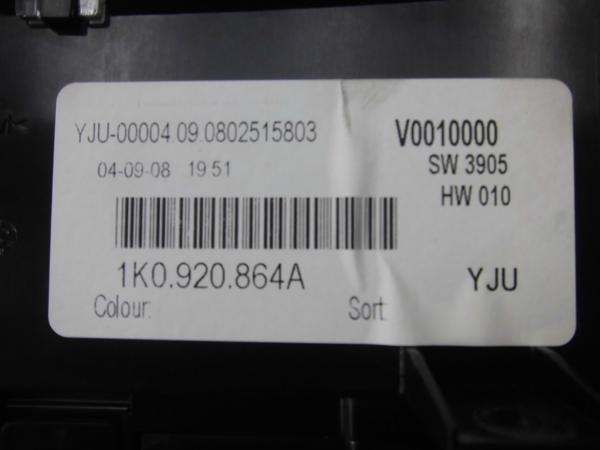 YJU-00004.09.0802515803
V0010000
04-09-08 19 51
SW 3905
HW 010
1K0.920.864A
YJU
Colour:
Sort: